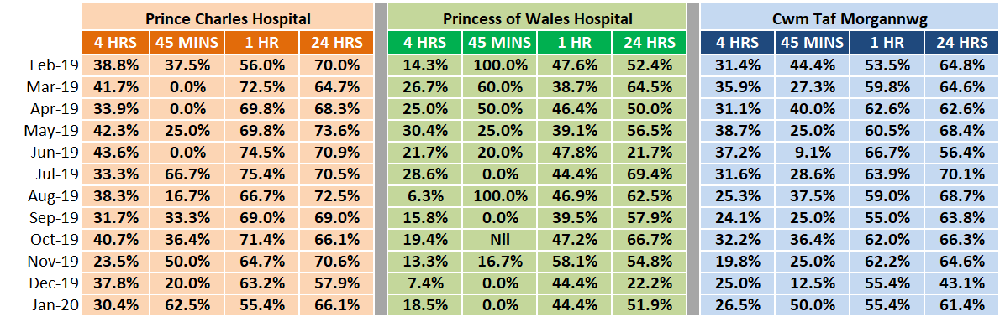 Prince Charles Hospital Princess of Wales Hospital Cwm Taf Morgannwg
4 HRS 45 MINS 1 HR 24 HRS 4 HRS 45 MINS 1 HR 24 HRS 4 HRS 45 MINS 1 HR 24 HRS
Feb-19 38.8% 37.5% 56.0% 70.0% 14.3% 100.0% 47.6% 52.4% 31.4% 44.4% 53.5% 64.8%
Mar-19 41.7% 0.0% 72.5% 64.7% 26.7% 60.0% 38.7% 64.5% 35.9% 27.3% 59.8% 64.6%
Apr-19 33.9% 0.0% 69.8% 68.3% 25.0% 50.0% 46.4% 50.0% 31.1% 40.0% 62.6% 62.6%
May-19 42.3% 25.0% 69.8% 73.6% 30.4% 25.0% 39.1% 56.5% 38.7% 25.0% 60.5% 68.4%
Jun-19 43.6% 0.0% 74.5% 70.9% 21.7% 20.0% 47.8% 21.7% 37.2% 9.1% 66.7% 56.4%
Jul-19 33.3% 66.7% 75.4% 70.5% 28.6% 0.0% 44.4% 69.4% 31.6% 28.6% 63.9% 70.1%
Aug-19 38.3% 16.7% 66.7% 72.5% 6.3% 100.0% 46.9% 62.5% 25.3% 37.5% 59.0% 68.7%
Sep-19 31.7% 33.3% 69.0% 69.0% 15.8% 0.0% 39.5% 57.9% 24.1% 25.0% 55.0% 63.8%
Oct-19 40.7% 36.4% 71.4% 66.1% 19.4% Nil 47.2% 66.7% 32.2% 36.4% 62.0% 66.3%
Nov-19 23.5% 50.0% 64.7% 70.6% 13.3% 16.7% 58.1% 54.8% 19.8% 25.0% 62.2% 64.6%
Dec-19 37.8% 20.0% 63.2% 57.9% 7.4% 0.0% 44.4% 22.2% 25.0% 12.5% 55.4% 43.1%
Jan-20 30.4% 62.5% 55.4% 66.1% 18.5% 0.0% 44.4% 51.9% 26.5% 50.0% 55.4% 61.4%